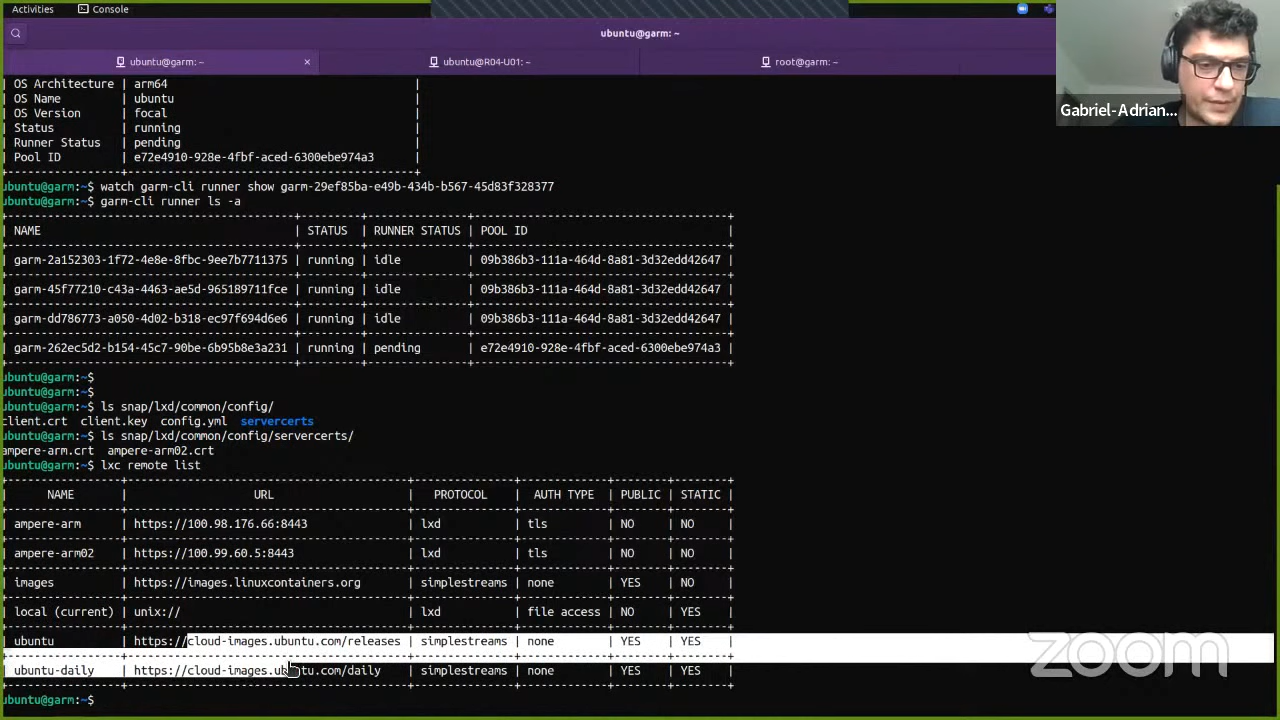 Activities
Console
ubuntu@garm: ~
ubuntu@garm: ~ × ubuntu@R04-U01: ~ root@garm: ~
Gabriel-Adrian...
| OS Architecture | arm64 |
| OS Name | ubuntu |
| OS Version | focal |
| Status | running |
| Runner Status | pending |
| Pool ID | e72e4910-928e-4fbf-aced-6300ebe974a3 |
ubuntu@garm:~$ watch garm-cli runner show garm-29ef85ba-e49b-434b-b567-45d83f328377
ubuntu@garm:~$ garm-cli runner ls -a
| NAME | STATUS | RUNNER STATUS | POOL ID |
| garm-2a152303-1f72-4e8e-8fbc-9ee7b7711375 | running | idle | 09b386b3-111a-464d-8a81-3d32edd42647 |
| garm-45f77210-c43a-4463-ae5d-965189711fce | running | idle | 09b386b3-111a-464d-8a81-3d32edd42647 |
| garm-dd786773-a050-4d02-b318-ec97f694d6e6 | running | idle | 09b386b3-111a-464d-8a81-3d32edd42647 |
| garm-262ec5d2-b154-45c7-90be-6b95b8e3a231 | running | pending | e72e4910-928e-4fbf-aced-6300ebe974a3 |
ubuntu@garm:~$
ubuntu@garm:~$
ubuntu@garm:~$ ls snap/lxd/common/config/
client.crt client.key config.yml servercerts
ubuntu@garm:~$ ls snap/lxd/common/config/servercerts/
ampere-arm.crt ampere-arm02.crt
ubuntu@garm:~$ lxc remote list
| NAME | URL | PROTOCOL | AUTH TYPE | PUBLIC | STATIC |
| ampere-arm | https://100.98.176.66:8443 | lxd | tls | NO | NO |
| ampere-arm02 | https://100.99.60.5:8443 | lxd | tls | NO | NO |
| images | https://images.linuxcontainers.org | simplestreams | none | YES | NO |
| local (current) | unix:// | lxd | file access | NO | YES |
| ubuntu | https://cloud-images.ubuntu.com/releases | simplestreams | none | YES | YES |
| ubuntu-daily | https://cloud-images.ubuntu.com/daily | simplestreams | none | YES | YES |
ubuntu@garm:~$
zoom